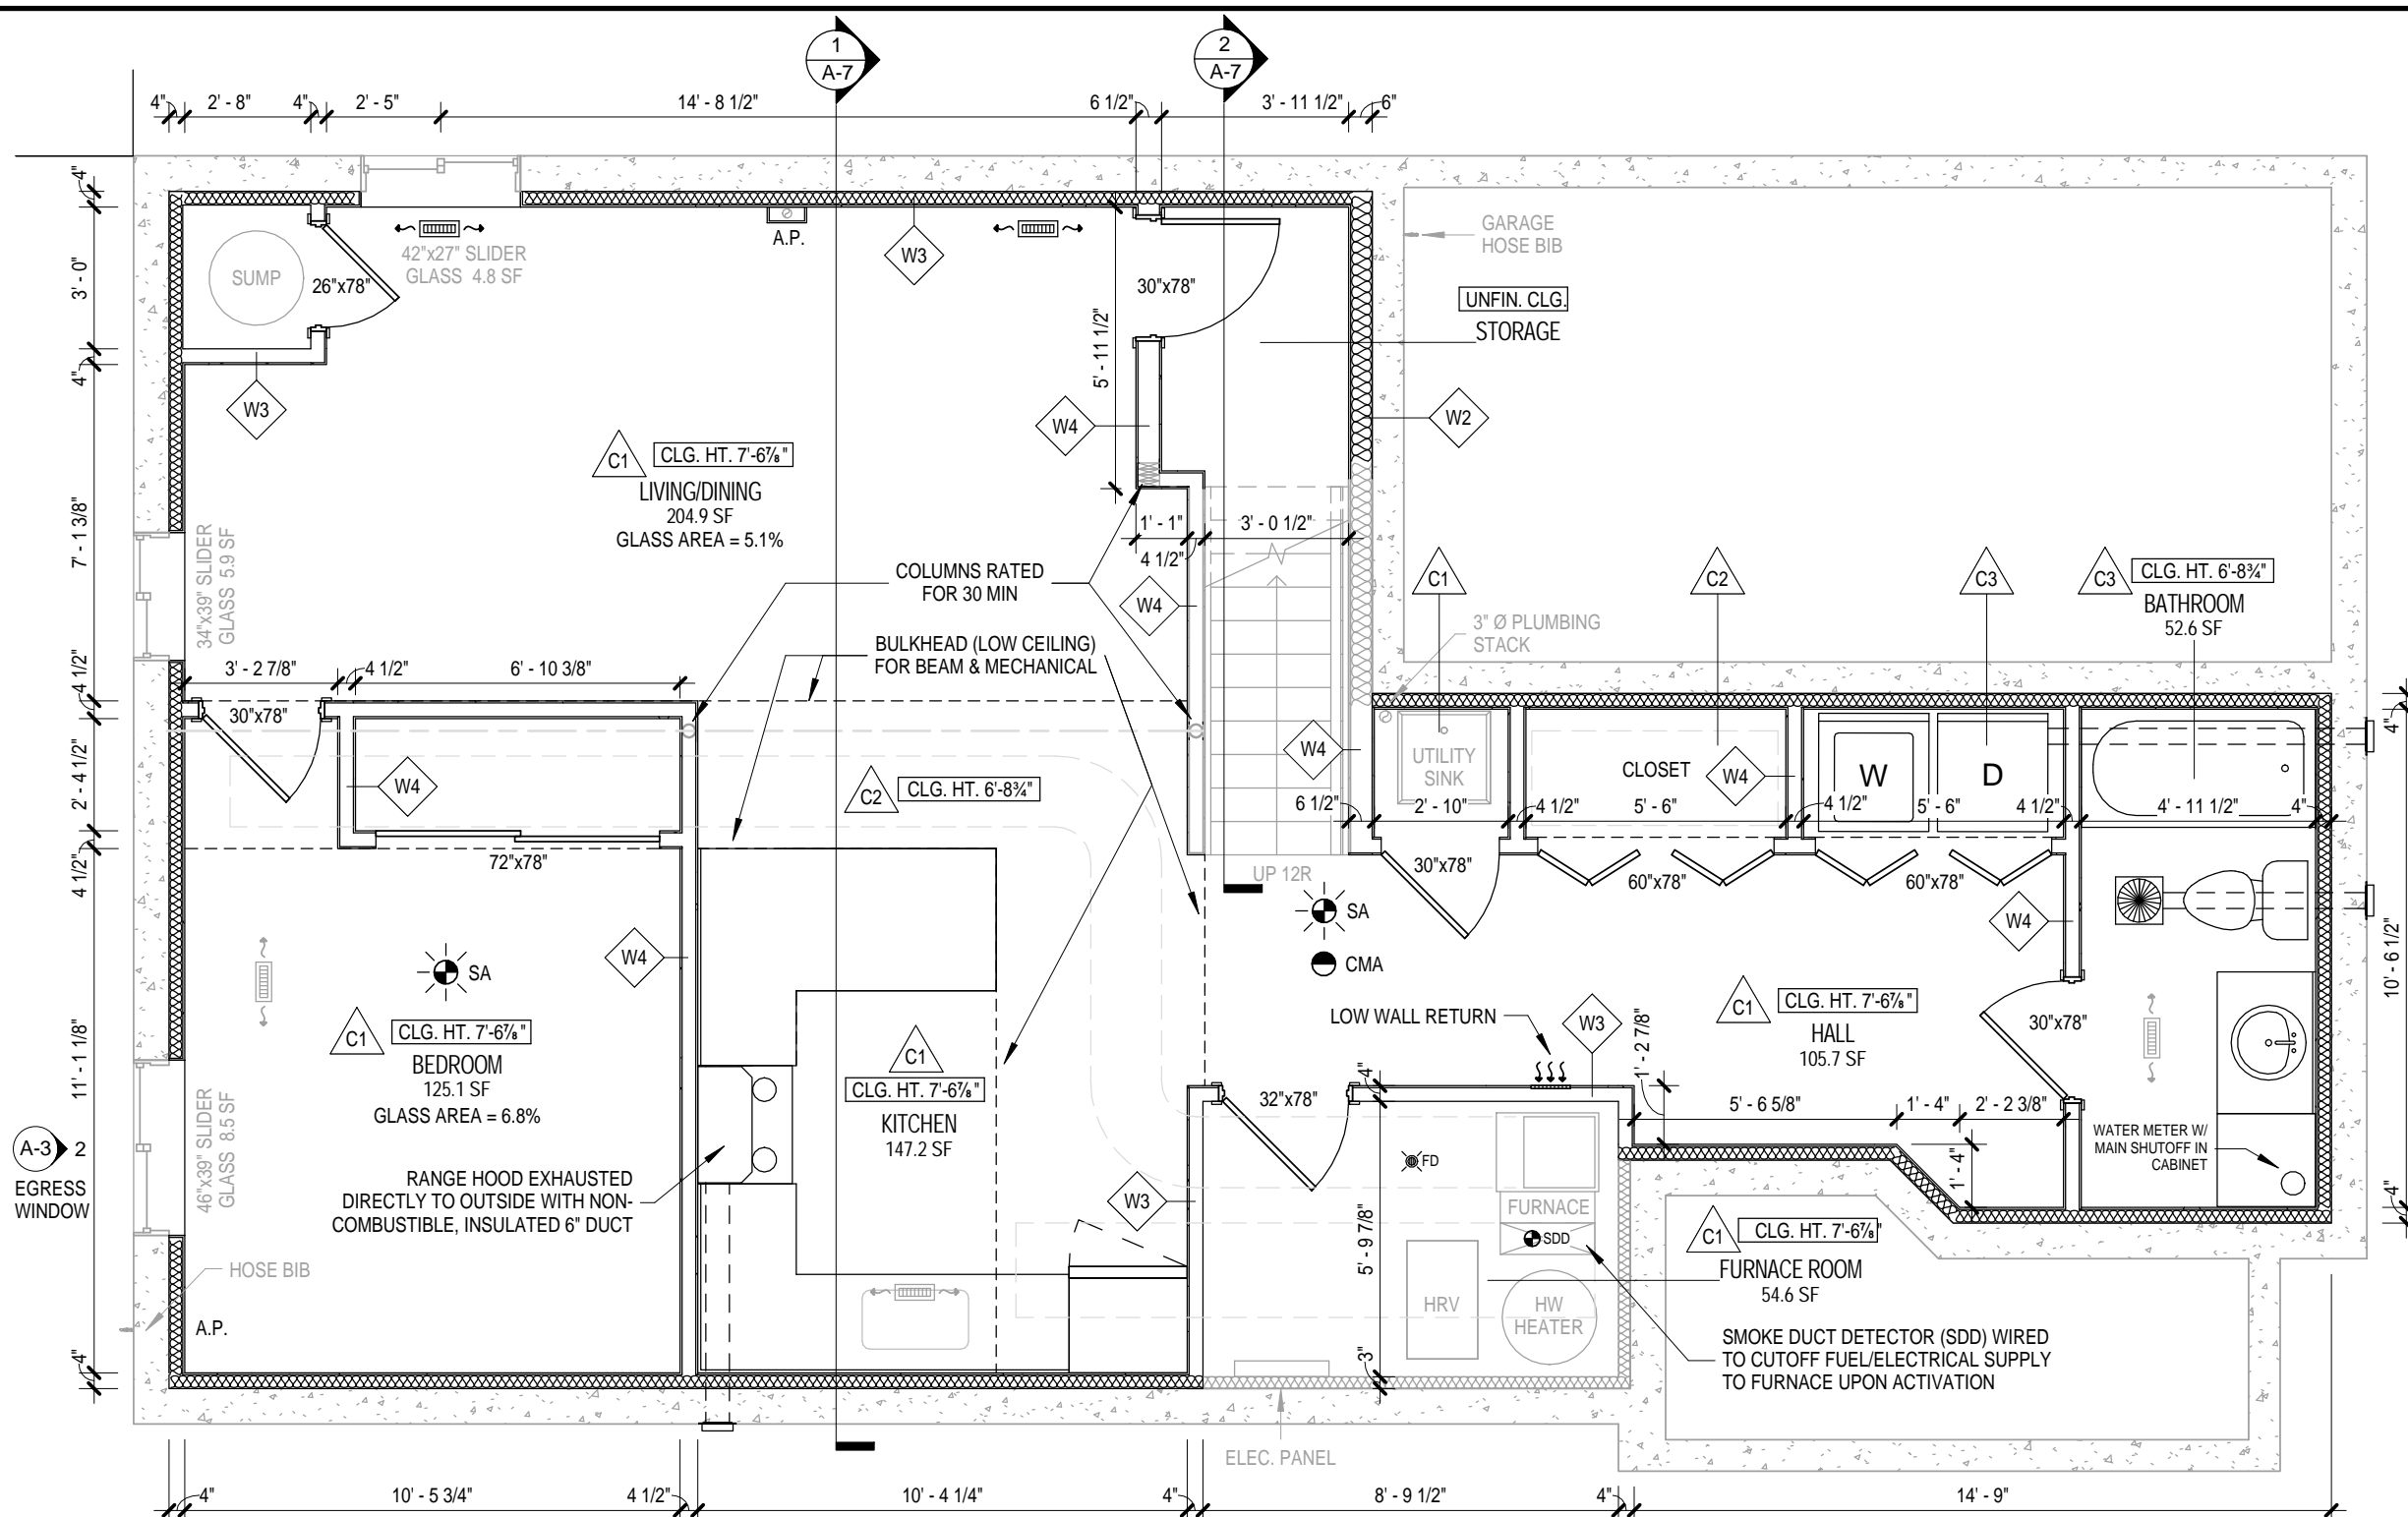 1
A-7
2
A-7
4"
2' - 8"
4"
2' - 5"
14' - 8 1/2"
6 1/2"
3' - 11 1/2"
6"
4"
3' - 0"
4"
7' - 1 3/8"
4 1/2"
2' - 4 1/2"
4 1/2"
11' - 1 1/8"
4"
SUMP
26"x78"
42"x27" SLIDER
GLASS 4.8 SF
A.P.
W3
30"x78"
5' - 11 1/2"
GARAGE
HOSE BIB
UNFIN. CLG.
STORAGE
W3
W4
W2
C1
CLG. HT. 7'-6⅞"
LIVING/DINING
204.9 SF
GLASS AREA = 5.1%
34"x39" SLIDER
GLASS 5.9 SF
1' - 1"
3' - 0 1/2"
4 1/2"
COLUMNS RATED
FOR 30 MIN
W4
BULKHEAD (LOW CEILING)
FOR BEAM & MECHANICAL
C1
C2
C3
C3
CLG. HT. 6'-8¾"
BATHROOM
52.6 SF
3" Ø PLUMBING
STACK
3' - 2 7/8"
4 1/2"
6' - 10 3/8"
30"x78"
W4
72"x78"
C2
CLG. HT. 6'-8¾"
W4
UTILITY
SINK
CLOSET
W4
W
D
6 1/2"
2' - 10"
4 1/2"
5' - 6"
4 1/2"
5' - 6"
4 1/2"
4' - 11 1/2"
4"
4"
10' - 6 1/2"
4"
UP 12R
30"x78"
60"x78"
60"x78"
SA
CMA
W4
W4
SA
C1
CLG. HT. 7'-6⅞"
BEDROOM
125.1 SF
GLASS AREA = 6.8%
46"x39" SLIDER
GLASS 8.5 SF
A-3
2
EGRESS
WINDOW
C1
CLG. HT. 7'-6⅞"
KITCHEN
147.2 SF
RANGE HOOD EXHAUSTED
DIRECTLY TO OUTSIDE WITH NON-
COMBUSTIBLE, INSULATED 6" DUCT
LOW WALL RETURN
W3
1' - 2 7/8"
C1
CLG. HT. 7'-6⅞"
HALL
105.7 SF
30"x78"
4"
32"x78"
5' - 6 5/8"
1' - 4"
2' - 2 3/8"
1' - 4"
WATER METER W/
MAIN SHUTOFF IN
CABINET
FD
FURNACE
SDD
W3
5' - 9 7/8"
HRV
HW
HEATER
3"
C1
CLG. HT. 7'-6⅞"
FURNACE ROOM
54.6 SF
SMOKE DUCT DETECTOR (SDD) WIRED
TO CUTOFF FUEL/ELECTRICAL SUPPLY
TO FURNACE UPON ACTIVATION
HOSE BIB
A.P.
ELEC. PANEL
4"
10' - 5 3/4"
4 1/2"
10' - 4 1/4"
4"
8' - 9 1/2"
4"
14' - 9"